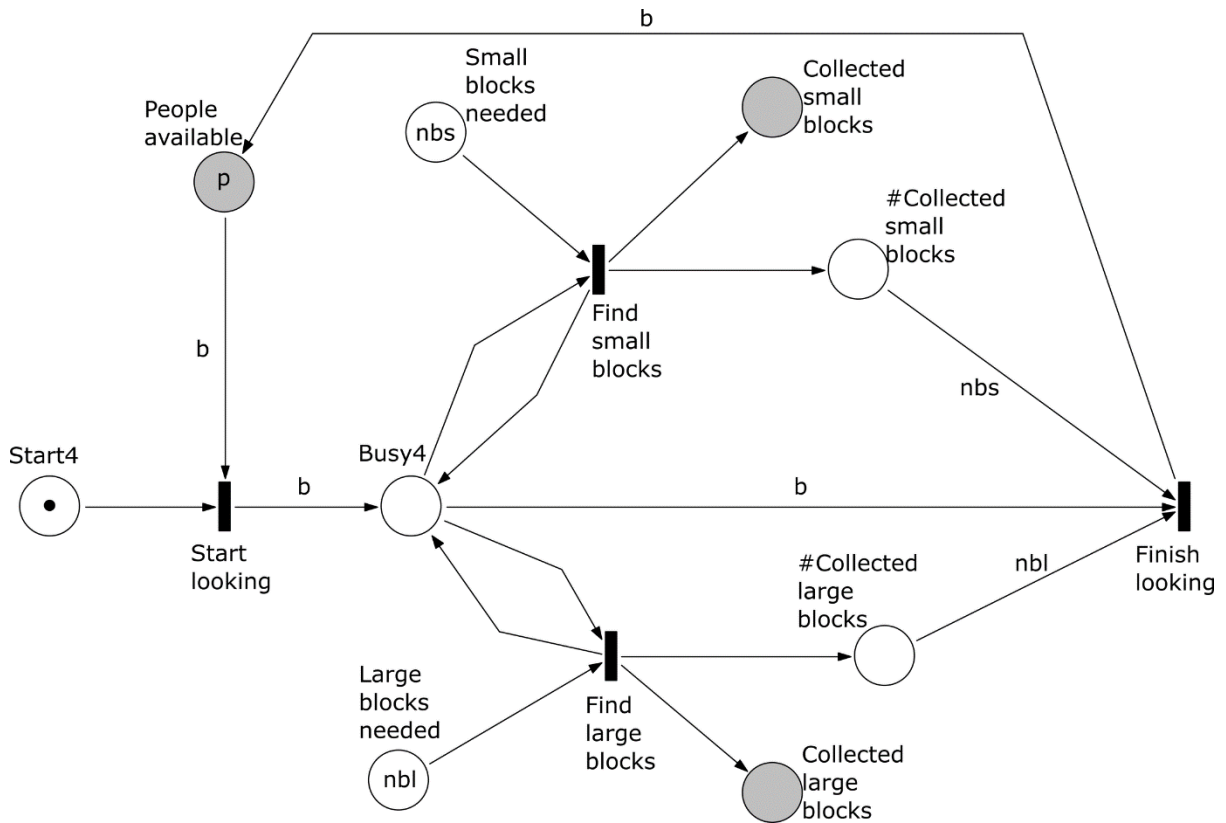 b
Small
blocks
needed
Collected
small
blocks
People
available
nbs
p
#Collected
small
blocks
Find
small
blocks
b
nbs
Start4
Busy4
b
b
Start
looking
Finish
looking
#Collected
large
blocks
nbl
Large
blocks
needed
Find
large
blocks
nbl
Collected
large
blocks